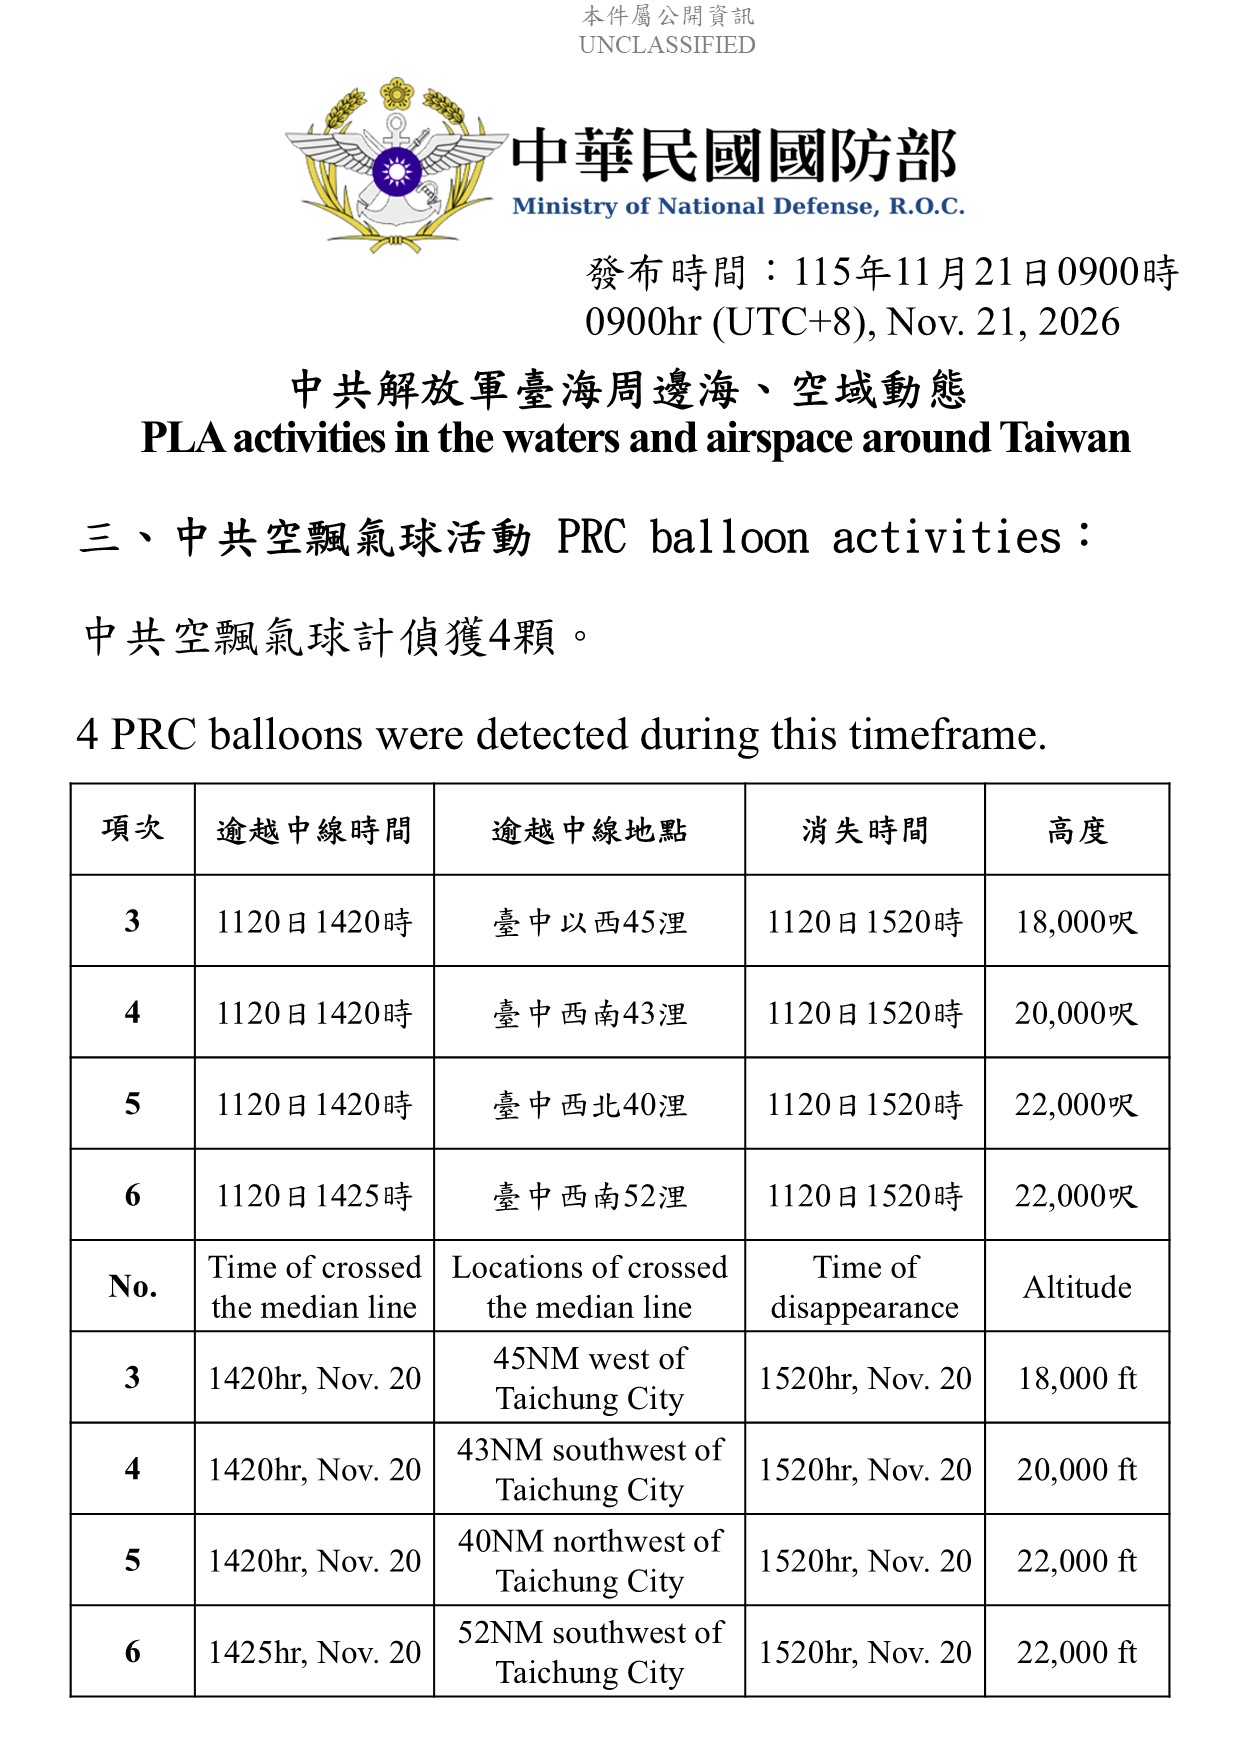 本件屬公開資訊
UNCLASSIFIED
中華民國國防部
Ministry of National Defense, R.O.C.
發布時間：115年11月21日0900時
0900hr (UTC+8), Nov. 21, 2026
中共解放軍臺海周邊海、空域動態
PLA activities in the waters and airspace around Taiwan
三、中共空飄氣球活動 PRC balloon activities：
中共空飄氣球計偵獲4顆。
4 PRC balloons were detected during this timeframe.
項次 逾越中線時間 逾越中線地點 消失時間 高度
3 1120日1420時 臺中以西45浬 1120日1520時 18,000呎
4 1120日1420時 臺中西南43浬 1120日1520時 20,000呎
5 1120日1420時 臺中西北40浬 1120日1520時 22,000呎
6 1120日1425時 臺中西南52浬 1120日1520時 22,000呎
No. Time of crossed the median line Locations of crossed the median line Time of disappearance Altitude
3 1420hr, Nov. 20 45NM west of Taichung City 1520hr, Nov. 20 18,000 ft
4 1420hr, Nov. 20 43NM southwest of Taichung City 1520hr, Nov. 20 20,000 ft
5 1420hr, Nov. 20 40NM northwest of Taichung City 1520hr, Nov. 20 22,000 ft
6 1425hr, Nov. 20 52NM southwest of Taichung City 1520hr, Nov. 20 22,000 ft